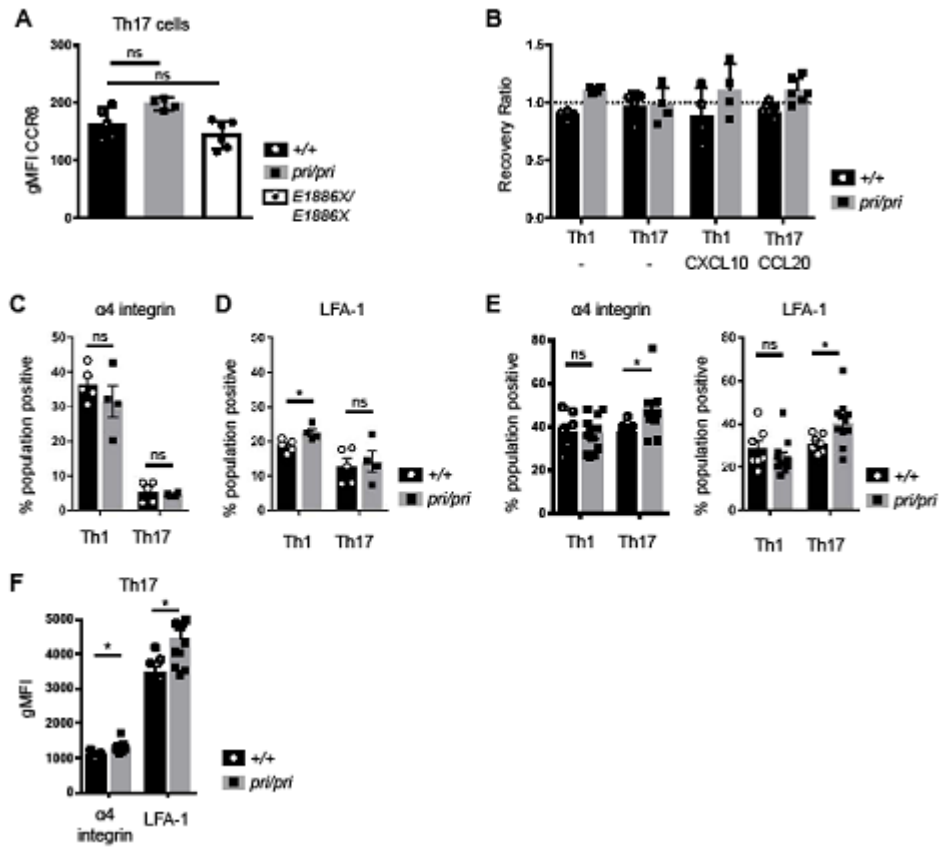 A
Th17 cells
gMFI CCR6
300
200
100
0
ns
ns
+/+
pri/pri
E1886X/
E1886X
B
Recovery Ratio
1.5
1.0
0.5
0.0
Th1 Th17 Th1 Th17
- - CXCL10 CCL20
+/+
pri/pri
C
α4 integrin
% population positive
50
40
30
20
10
0
ns
ns
Th1 Th17
D
LFA-1
% population positive
50
40
30
20
10
0
*
ns
Th1 Th17
+/+
pri/pri
E
α4 integrin
% population positive
80
60
40
20
0
ns
*
Th1 Th17
LFA-1
% population positive
80
60
40
20
0
ns
*
Th1 Th17
+/+
pri/pri
F
Th17
gMFI
5000
4000
3000
2000
1000
0
*
*
α4
integrin
LFA-1
+/+
pri/pri